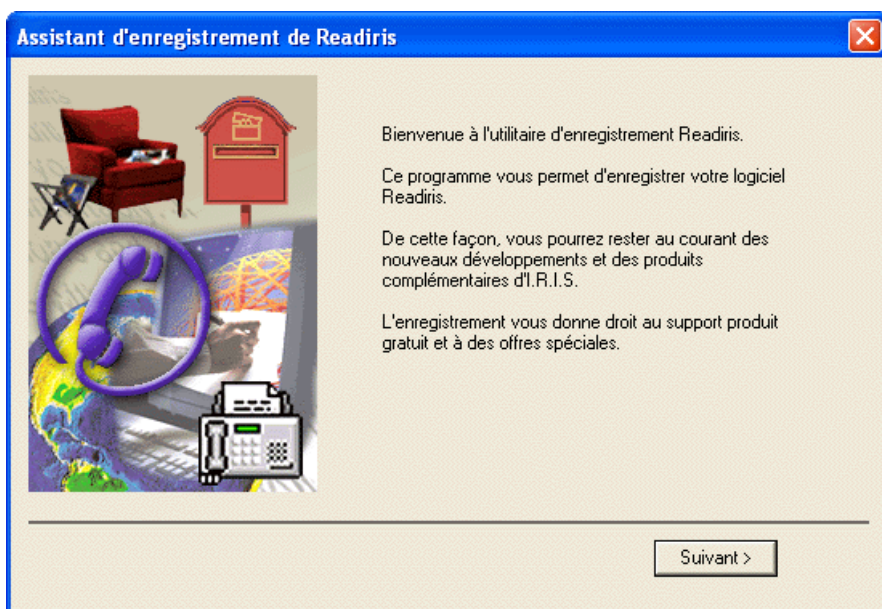 Assistant d'enregistrement de Readiris
Bienvenue à l'utilitaire d'enregistrement Readiris.
Ce programme vous permet d'enregistrer votre logiciel
Readiris.
De cette façon, vous pourrez rester au courant des
nouveaux développements et des produits
complémentaires d'I.R.I.S.
L'enregistrement vous donne droit au support produit
gratuit et à des offres spéciales.
Suivant >